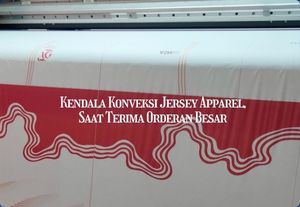 Kendala Konveksi Jersey Apparel,
Saat Terima Orderan Besar